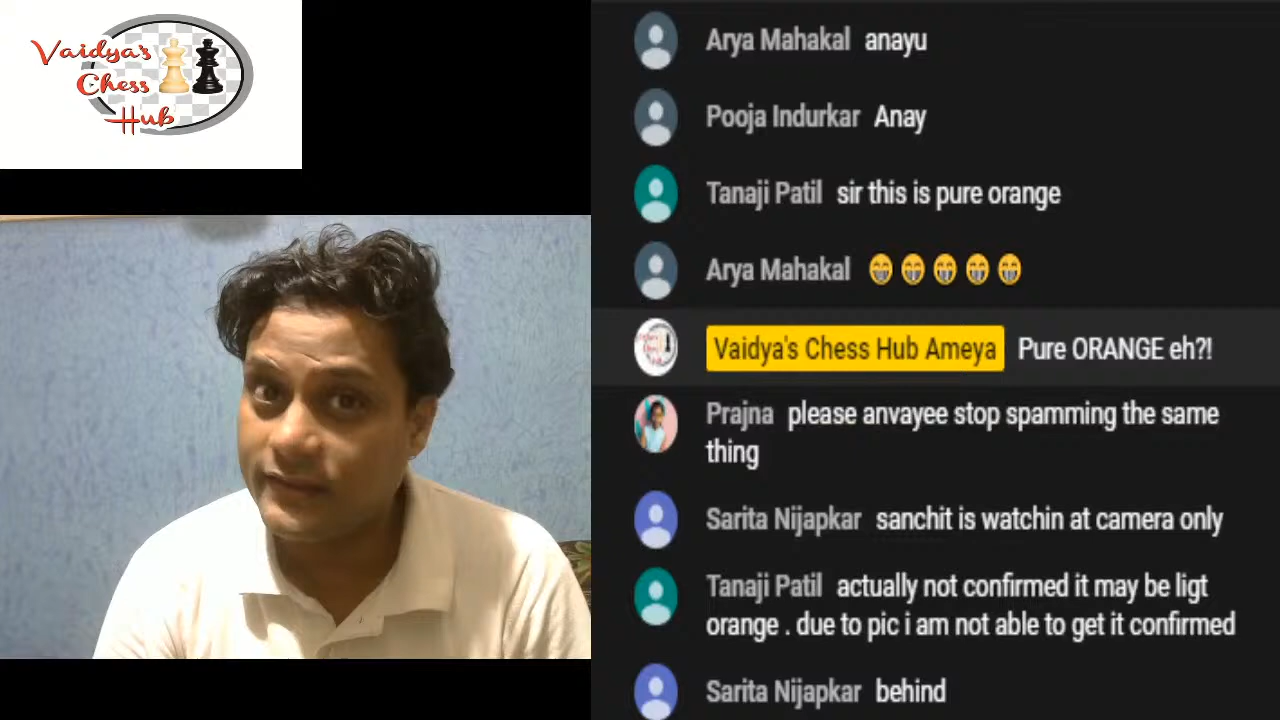 Vaidya's
Chess
Hub
Arya Mahakal anayu
Pooja Indurkar Anay
Tanaji Patil sir this is pure orange
Arya Mahakal 😁😁😁😁😁
Vaidya's Chess Hub Ameya Pure ORANGE eh?!
Prajna please anvayee stop spamming the same
thing
Sarita Nijapkar sanchit is watchin at camera only
Tanaji Patil actually not confirmed it may be ligt
orange . due to pic i am not able to get it confirmed
Sarita Nijapkar behind